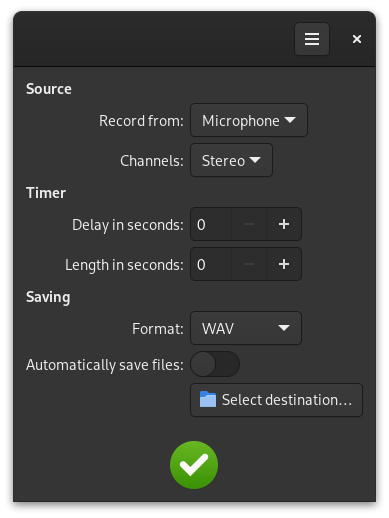 Source
Record from: Microphone
Channels: Stereo
Timer
Delay in seconds: 0
Length in seconds: 0
Saving
Format: WAV
Automatically save files:
Select destination...